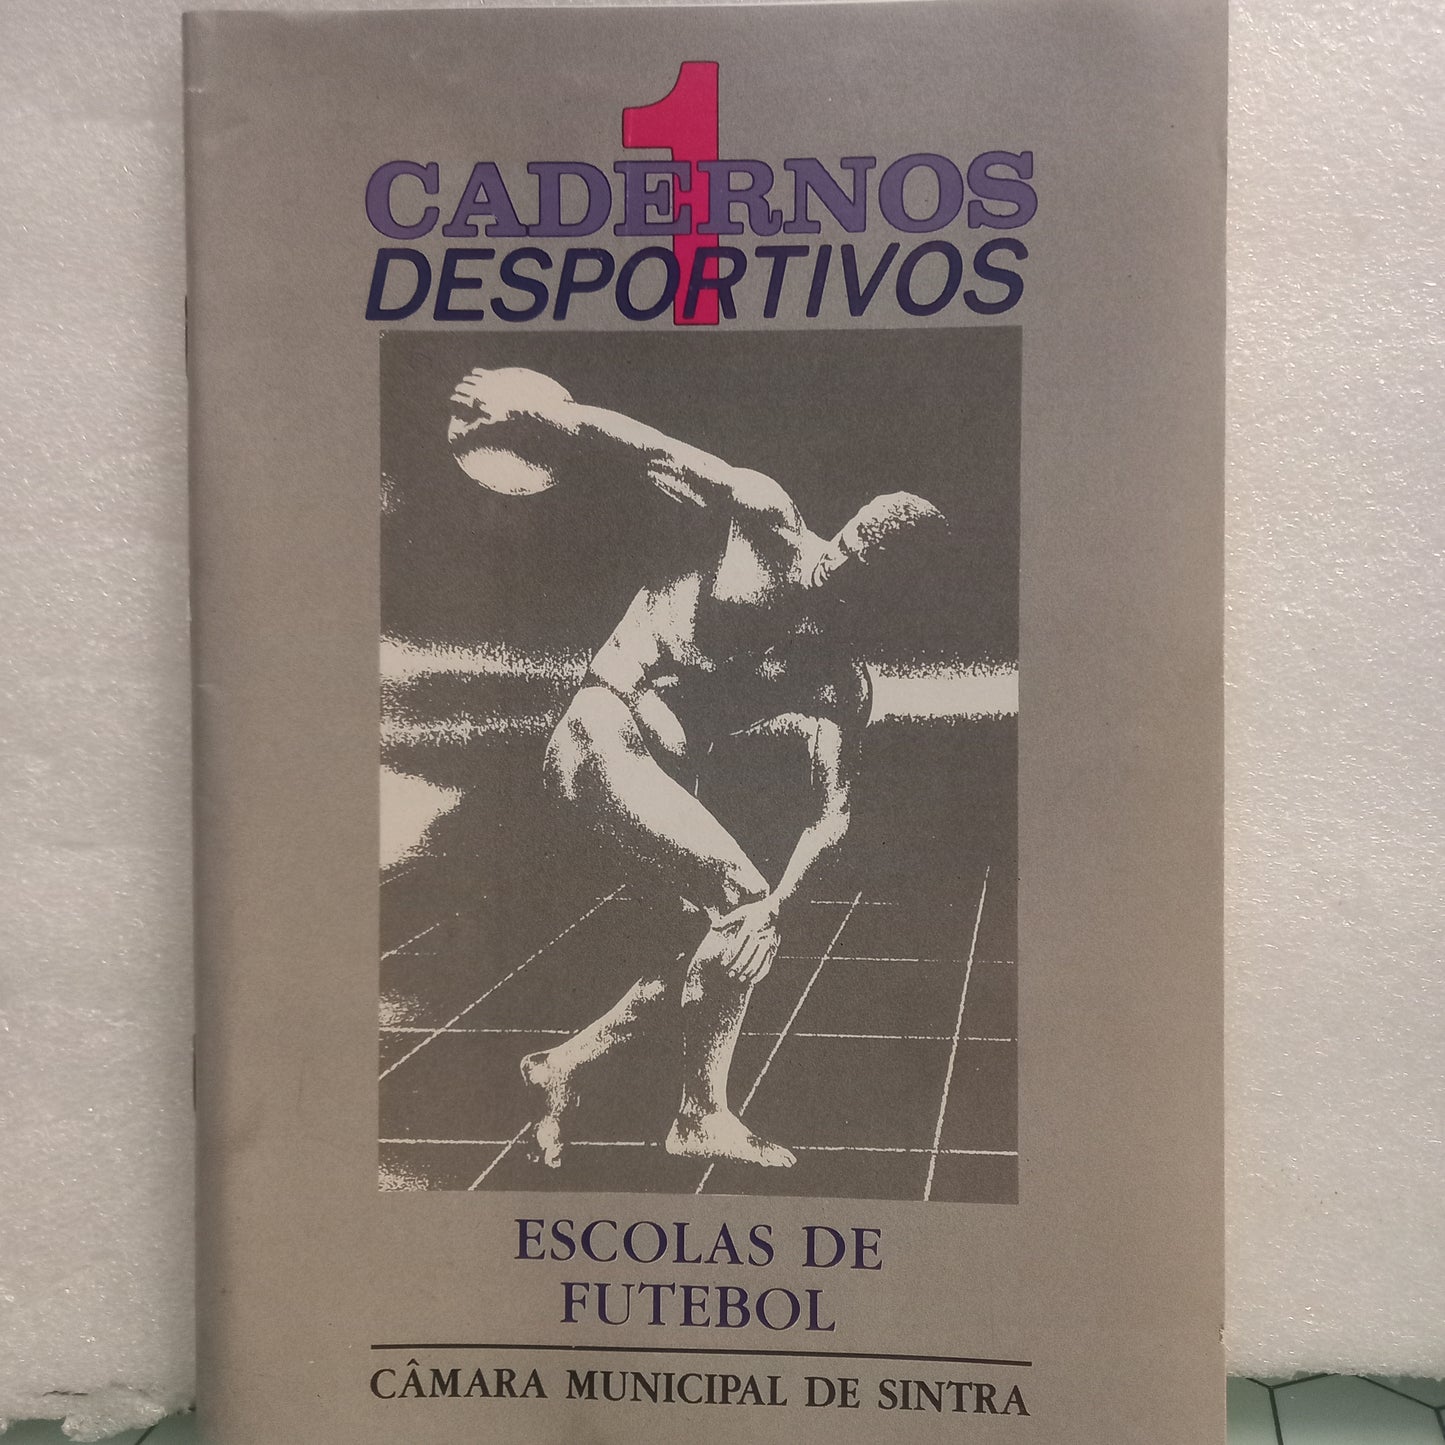 1
CADERNOS
DESPORTIVOS
ESCOLAS DE
FUTEBOL
CÂMARA MUNICIPAL DE SINTRA